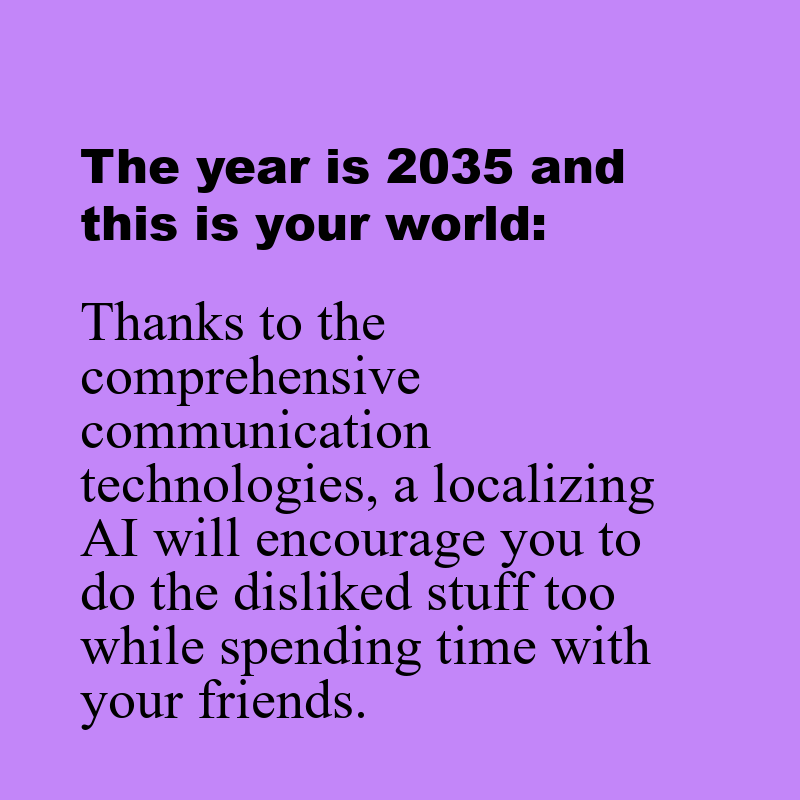 The year is 2035 and
this is your world:
Thanks to the
comprehensive
communication
technologies, a localizing
AI will encourage you to
do the disliked stuff too
while spending time with
your friends.